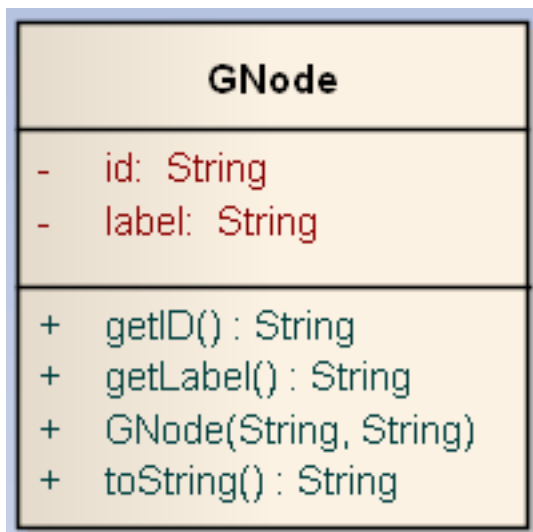 GNode
- id: String
- label: String
+ getID() : String
+ getLabel() : String
+ GNode(String, String)
+ toString() : String